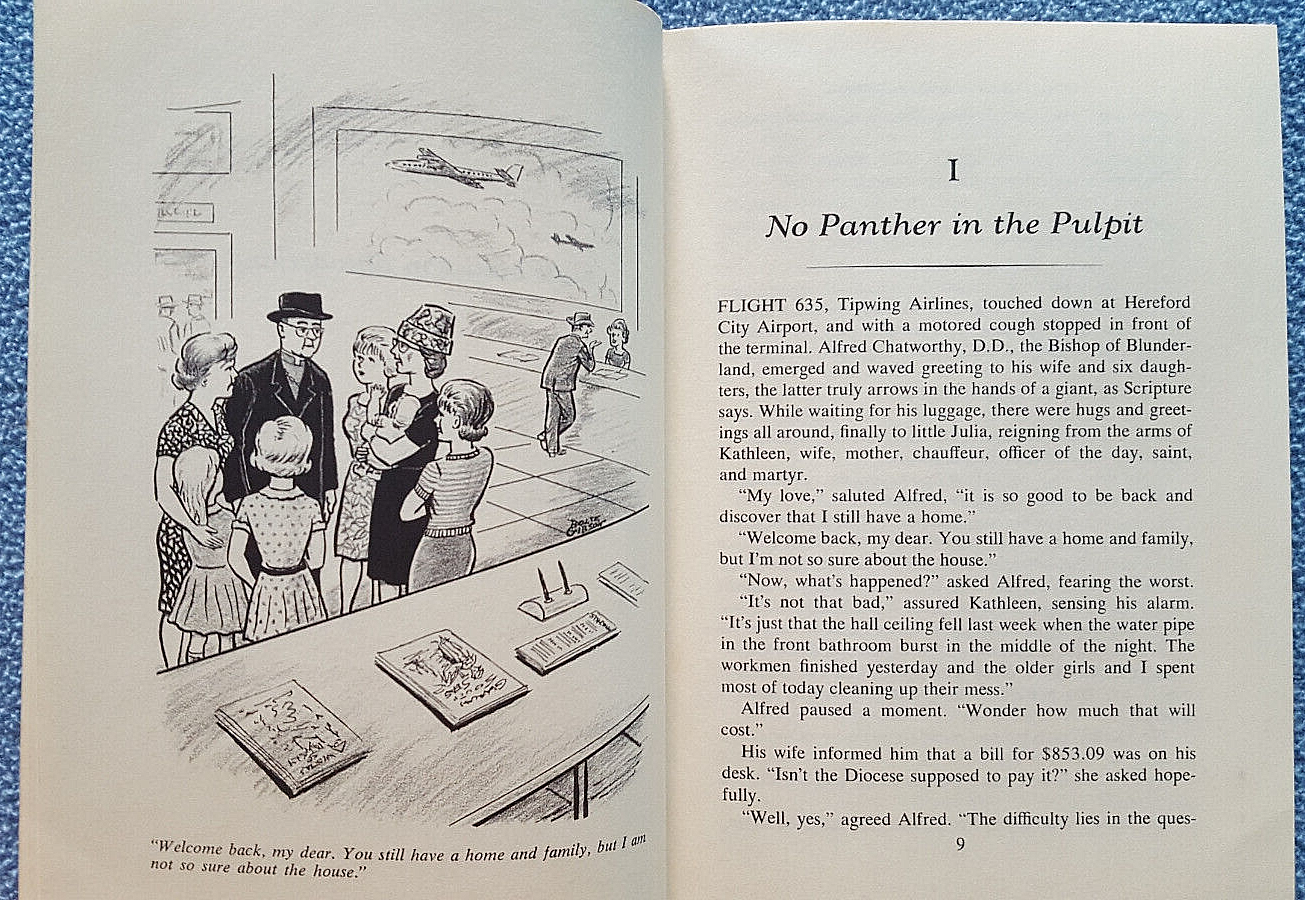 "Welcome back, my dear. You still have a home and family, but I am
not so sure about the house."
I
No Panther in the Pulpit
FLIGHT 635, Tipwing Airlines, touched down at Hereford
City Airport, and with a motored cough stopped in front of
the terminal. Alfred Chatworthy, D.D., the Bishop of Blunder-
land, emerged and waved greeting to his wife and six daugh-
ters, the latter truly arrows in the hands of a giant, as Scripture
says. While waiting for his luggage, there were hugs and greet-
ings all around, finally to little Julia, reigning from the arms of
Kathleen, wife, mother, chauffeur, officer of the day, saint,
and martyr.
"My love," saluted Alfred, "it is so good to be back and
discover that I still have a home."
"Welcome back, my dear. You still have a home and family,
but I'm not so sure about the house."
"Now, what's happened?" asked Alfred, fearing the worst.
"It's not that bad," assured Kathleen, sensing his alarm.
"It's just that the hall ceiling fell last week when the water pipe
in the front bathroom burst in the middle of the night. The
workmen finished yesterday and the older girls and I spent
most of today cleaning up their mess."
Alfred paused a moment. "Wonder how much that will
cost."
His wife informed him that a bill for $853.09 was on his
desk. "Isn't the Diocese supposed to pay it?" she asked hope-
fully.
"Well, yes," agreed Alfred. "The difficulty lies in the ques-
9